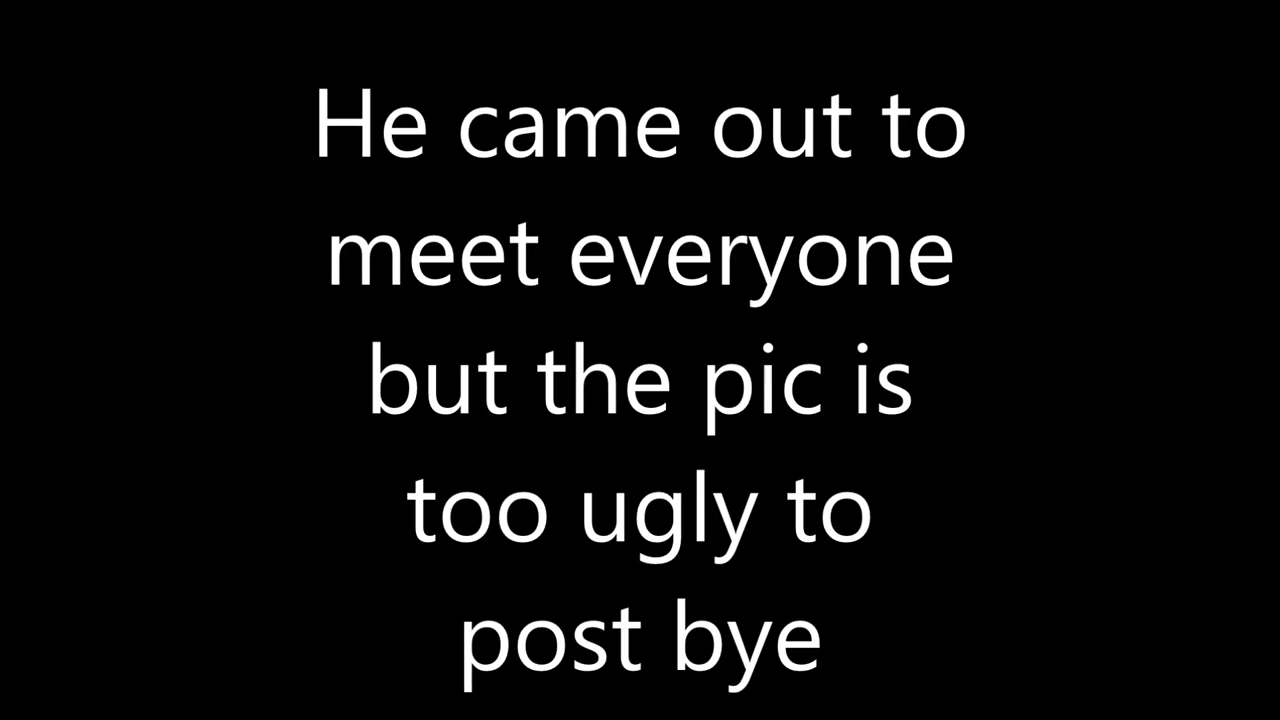 He came out to
meet everyone
but the pic is
too ugly to
post bye